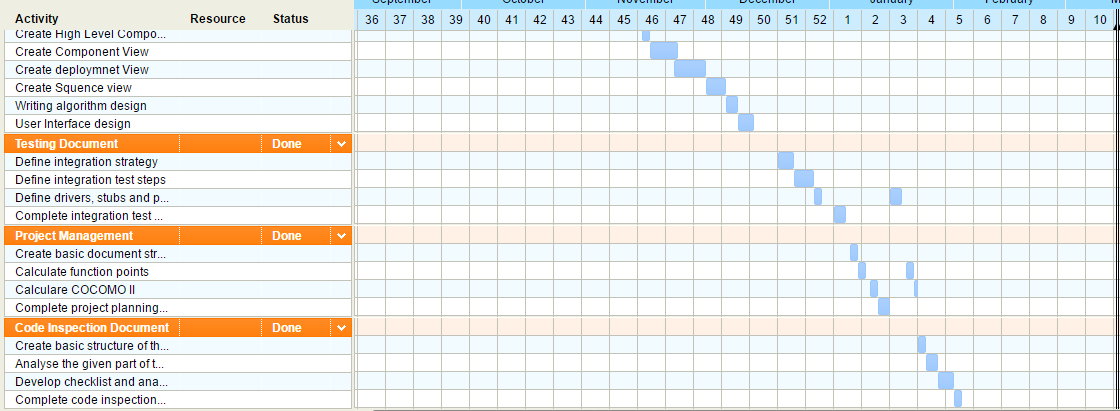 September October November December January February
Activity Resource Status 36 37 38 39 40 41 42 43 44 45 46 47 48 49 50 51 52 1 2 3 4 5 6 7 8 9 10
Create High Level Compo...
Create Component View
Create deploymnet View
Create Squence view
Writing algorithm design
User Interface design
Testing Document Done
Define integration strategy
Define integration test steps
Define drivers, stubs and p...
Complete integration test ...
Project Management Done
Create basic document str...
Calculate function points
Calculare COCOMO II
Complete project planning...
Code Inspection Document Done
Create basic structure of th...
Analyse the given part of t...
Develop checklist and ana...
Complete code inspection...